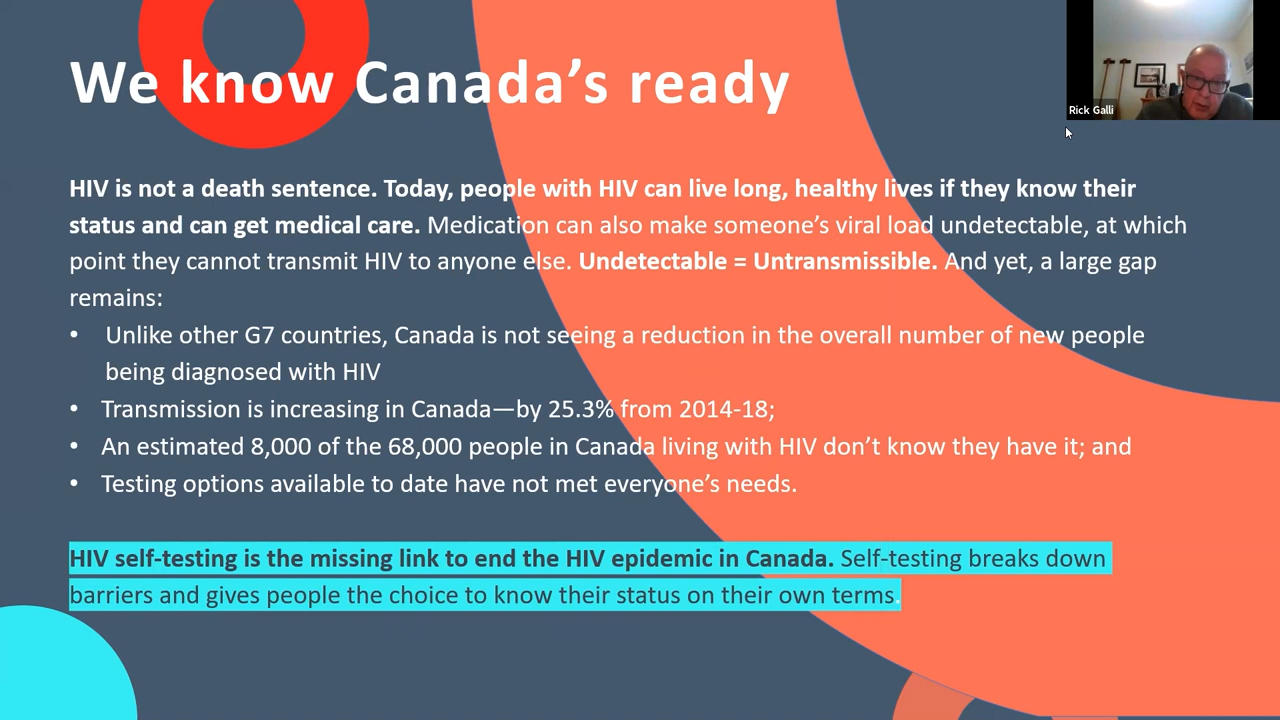 We know Canada’s ready
Rick Galli
HIV is not a death sentence. Today, people with HIV can live long, healthy lives if they know their
status and can get medical care. Medication can also make someone’s viral load undetectable, at which
point they cannot transmit HIV to anyone else. Undetectable = Untransmissible. And yet, a large gap
remains:
• Unlike other G7 countries, Canada is not seeing a reduction in the overall number of new people
being diagnosed with HIV
• Transmission is increasing in Canada—by 25.3% from 2014-18;
• An estimated 8,000 of the 68,000 people in Canada living with HIV don’t know they have it; and
• Testing options available to date have not met everyone’s needs.
HIV self-testing is the missing link to end the HIV epidemic in Canada. Self-testing breaks down
barriers and gives people the choice to know their status on their own terms.